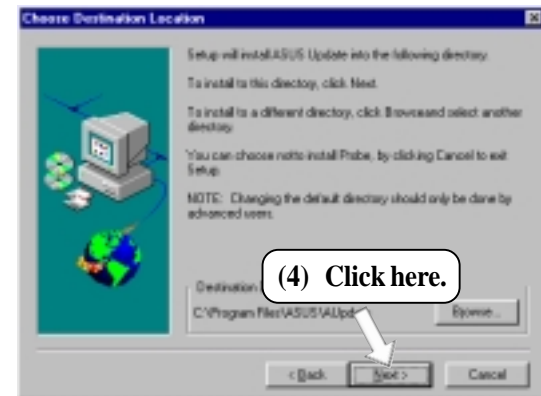 Choose Destination Location
Setup will install ASUS Update into the following directory.
To install to this directory, click Next.
To install to a different directory, click Browse and select another
directory.
You can choose not to install Probe, by clicking Cancel to exit
Setup.
NOTE: Changing the default directory should only be done by
advanced users.
(4) Click here.
Destination
C:\Program Files\ASUS\AUpd
Browse...
< Back
Next >
Cancel